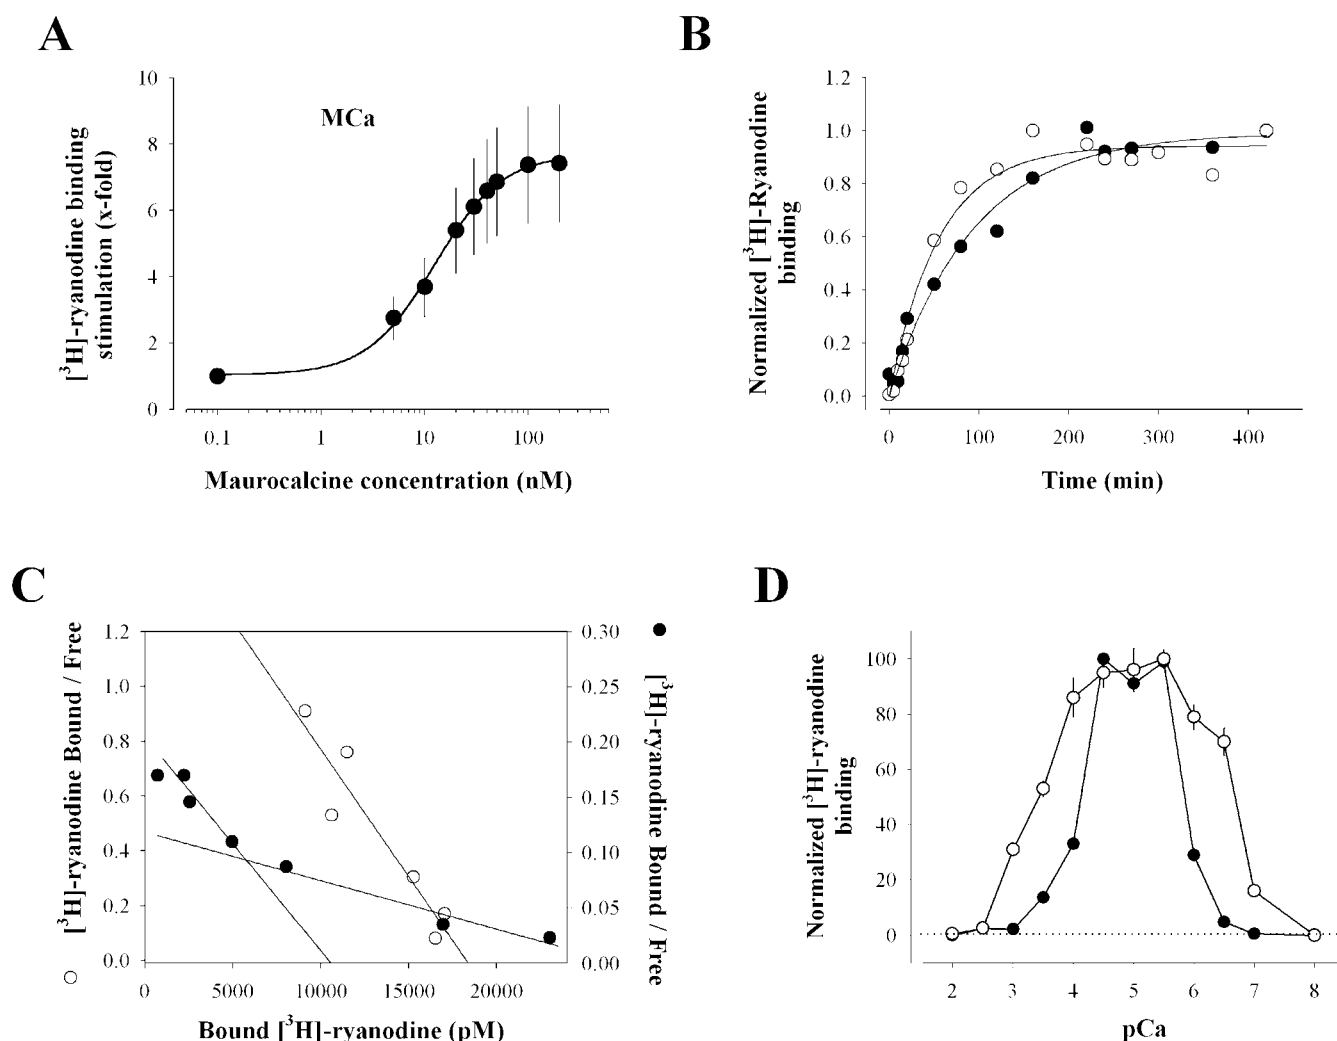 A
[³H]-ryanodine binding
stimulation (x-fold)
10
8
6
4
2
0
MCa
0.1 1 10 100
Maurocalcine concentration (nM)
B
Normalized [³H]-Ryanodine
binding
1.2
1.0
0.8
0.6
0.4
0.2
0.0
0 100 200 300 400
Time (min)
C
[³H]-ryanodine Bound / Free
1.2
1.0
0.8
0.6
0.4
0.2
0.0
0.30
0.25
0.20
0.15
0.10
0.05
0.00
[³H]-ryanodine Bound / Free
0 5000 10000 15000 20000
Bound [³H]-ryanodine (pM)
D
Normalized [³H]-ryanodine
binding
100
80
60
40
20
0
2 3 4 5 6 7 8
pCa